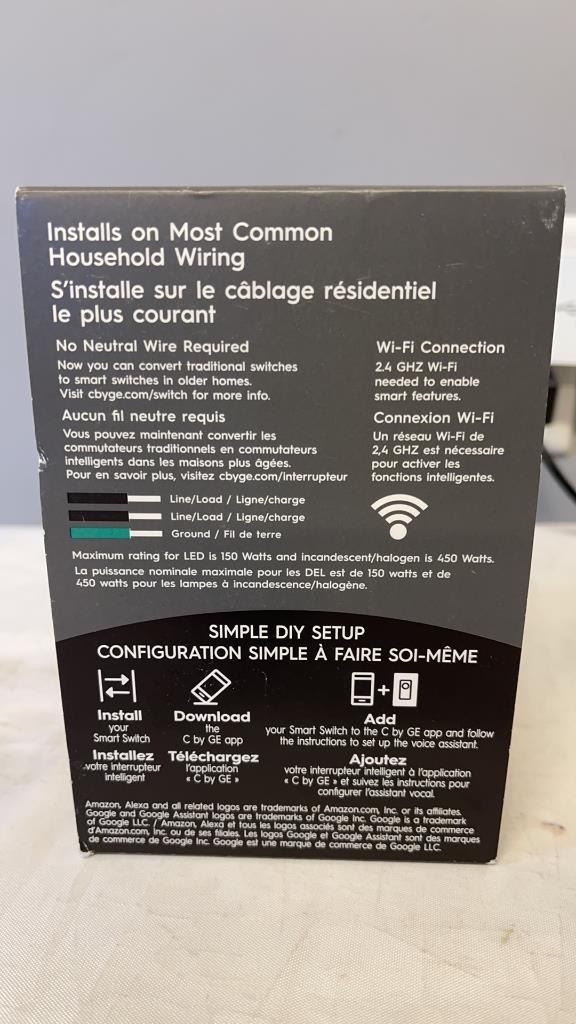 Installs on Most Common
Household Wiring
S'installe sur le câblage résidentiel
le plus courant
No Neutral Wire Required
Now you can convert traditional switches
to smart switches in older homes.
Visit cbyge.com/switch for more info.
Aucun fil neutre requis
Vous pouvez maintenant convertir les
commutateurs traditionnels en commutateurs
intelligents dans les maisons plus âgées.
Pour en savoir plus, visitez cbyge.com/interrupteur
Wi-Fi Connection
2.4 GHZ Wi-Fi
needed to enable
smart features.
Connexion Wi-Fi
Un réseau Wi-Fi de
2,4 GHZ est nécessaire
pour activer les
fonctions intelligentes.
Line/Load / Ligne/charge
Line/Load / Ligne/charge
Ground / Fil de terre
Maximum rating for LED is 150 Watts and incandescent/halogen is 450 Watts.
La puissance nominale maximale pour les DEL est de 150 watts et de
450 watts pour les lampes à incandescence/halogène.
SIMPLE DIY SETUP
CONFIGURATION SIMPLE À FAIRE SOI-MÊME
Install
your
Smart Switch
Installez
votre interrupteur
intelligent
Download
the
C by GE app
Téléchargez
l'application
« C by GE »
Add
your Smart Switch to the C by GE app and follow
the instructions to set up the voice assistant.
Ajoutez
votre interrupteur intelligent à l'application
« C by GE » et suivez les instructions pour
configurer l'assistant vocal.
Amazon, Alexa and all related logos are trademarks of Amazon.com, Inc. or its affiliates.
Google and Google Assistant logos are trademarks of Google Inc. Google is a trademark
of Google LLC. / Amazon, Alexa et tous les logos associés sont des marques de commerce
d'Amazon.com, Inc. ou de ses filiales. Les logos Google et Google Assistant sont des marques
de commerce de Google Inc. Google est une marque de commerce de Google LLC.